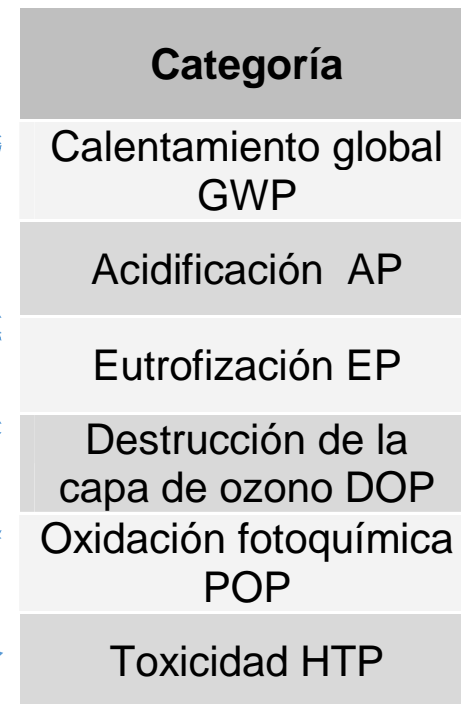 Categoría
Calentamiento global
GWP
Acidificación AP
Eutrofización EP
Destrucción de la
capa de ozono DOP
Oxidación fotoquímica
POP
Toxicidad HTP